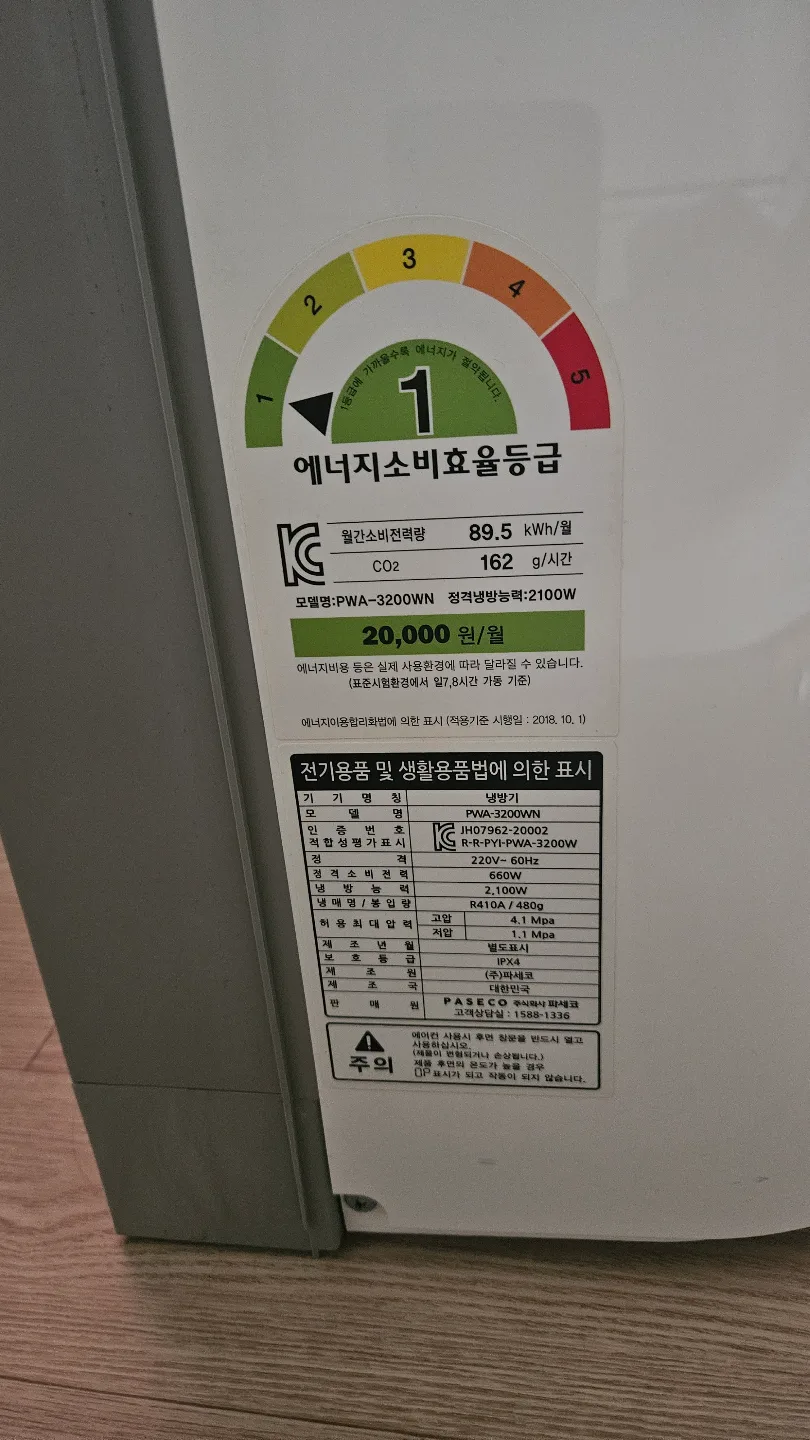 1 2 3 4 5
1등급에 가까울수록 에너지가 절약됩니다.
1
에너지소비효율등급
월간소비전력량 89.5 kWh/월
CO2 162 g/시간
모델명:PWA-3200WN 정격냉방능력:2100W
20,000 원/월
에너지비용 등은 실제 사용환경에 따라 달라질 수 있습니다.
(표준시험환경에서 일7.8시간 가동 기준)
에너지이용합리화법에 의한 표시 (적용기준 시행일 : 2018. 10. 1)
전기용품 및 생활용품법에 의한 표시
기기명칭 냉방기
모델명 PWA-3200WN
인증번호 JH07962-20002
적합성평가표시 R-R-PYI-PWA-3200W
정격 220V~ 60Hz
정격소비전력 660W
냉방능력 2,100W
냉매명/봉입량 R410A / 480g
허용최대압력 고압 4.1 Mpa
저압 1.1 Mpa
제조년월 별도표시
보호등급 IPX4
제조원 (주)파세코
제조국 대한민국
판매원 PASECO 주식회사 파세코
고객상담실 : 1588-1336
주의
에어컨 사용시 후면 창문을 반드시 열고
사용하십시오.
(제품이 변형되거나 손상됩니다.)
제품 후면의 온도가 높을 경우
OP 표시가 되고 작동이 되지 않습니다.